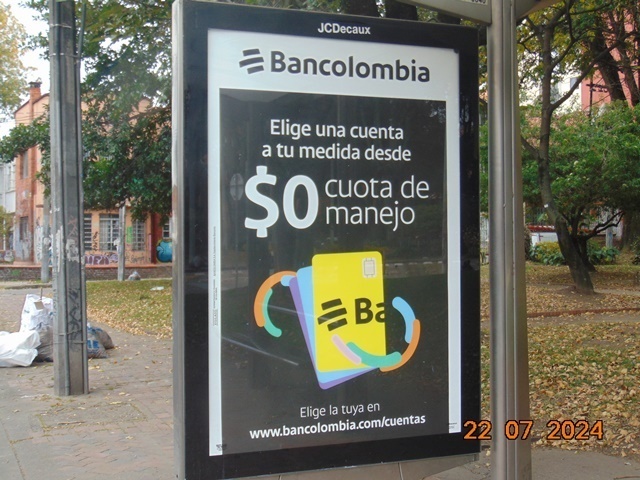 JCDecaux
Bancolombia
Elige una cuenta
a tu medida desde
$0 cuota de
manejo
Ba
Elige la tuya en
www.bancolombia.com/cuentas
22 07 2024